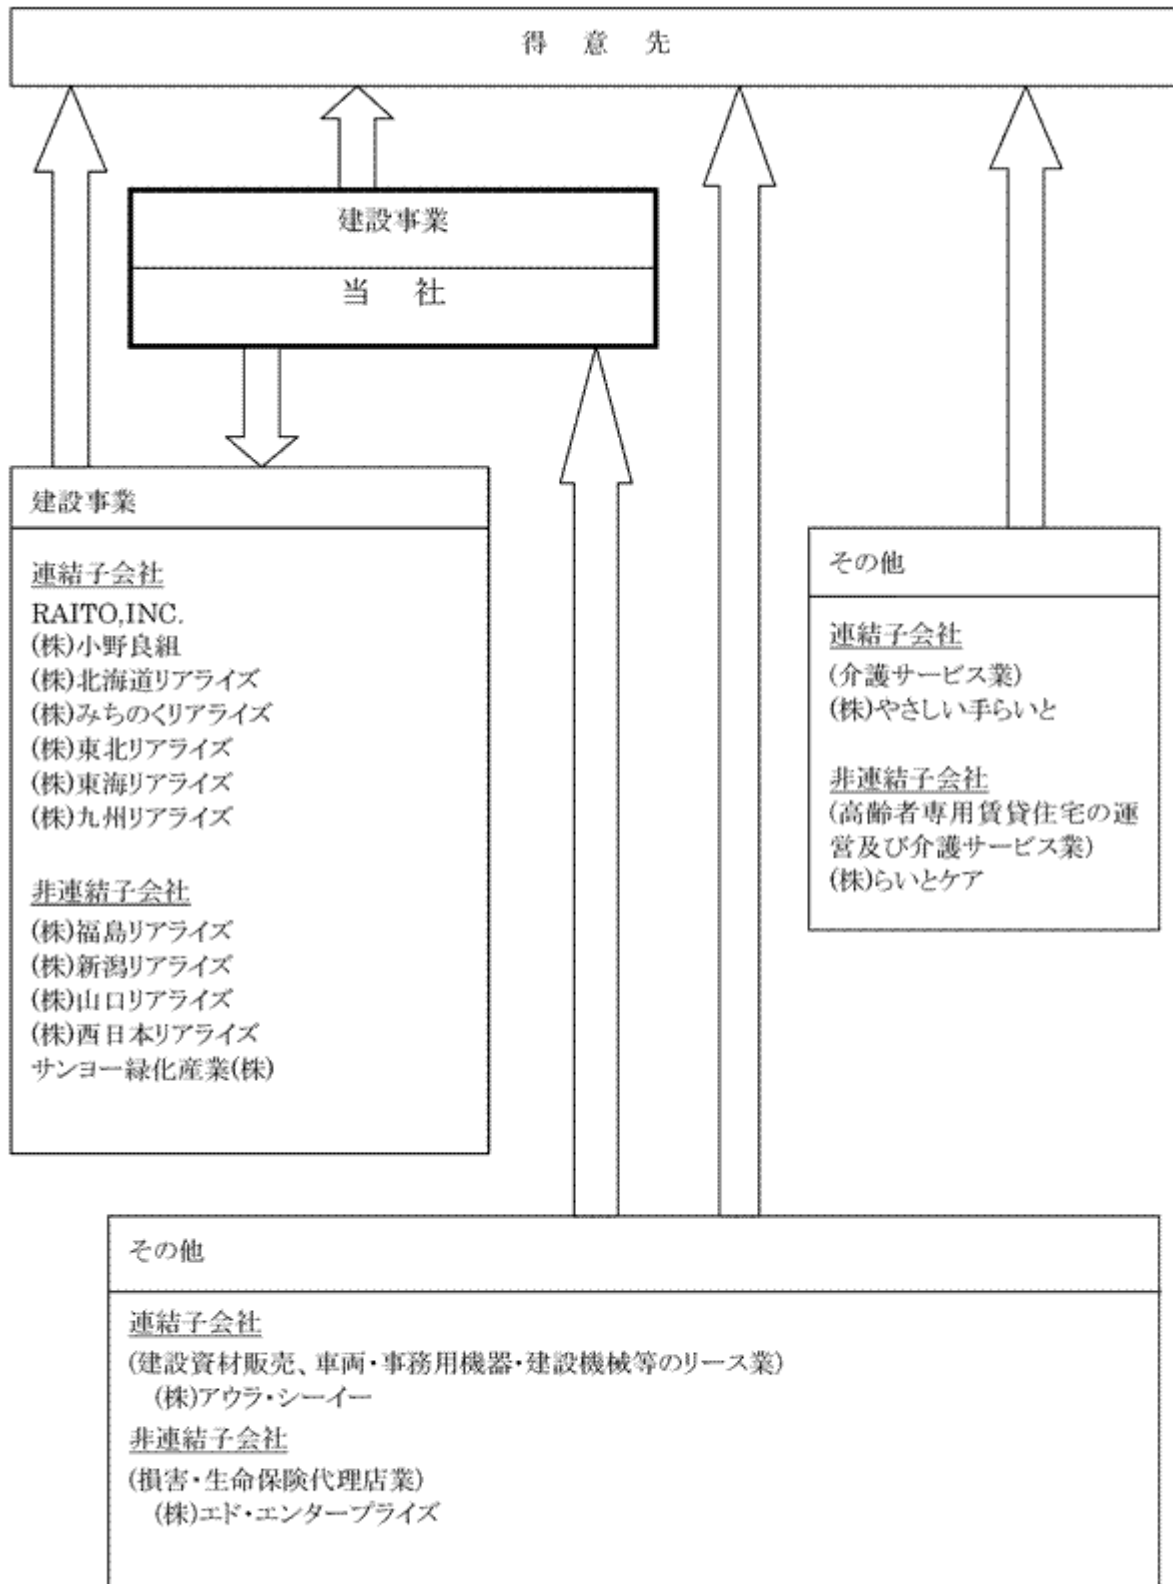 得 意 先
建設事業
当 社
建設事業
連結子会社
RAITO,INC.
(株)小野良組
(株)北海道リアライズ
(株)みちのくリアライズ
(株)東北リアライズ
(株)東海リアライズ
(株)九州リアライズ
非連結子会社
(株)福島リアライズ
(株)新潟リアライズ
(株)山口リアライズ
(株)西日本リアライズ
サンヨー緑化産業(株)
その他
連結子会社
(介護サービス業)
(株)やさしい手らいと
非連結子会社
(高齢者専用賃貸住宅の運
営及び介護サービス業)
(株)らいとケア
その他
連結子会社
(建設資材販売、車両・事務用機器・建設機械等のリース業)
(株)アウラ・シーイー
非連結子会社
(損害・生命保険代理店業)
(株)エド・エンタープライズ